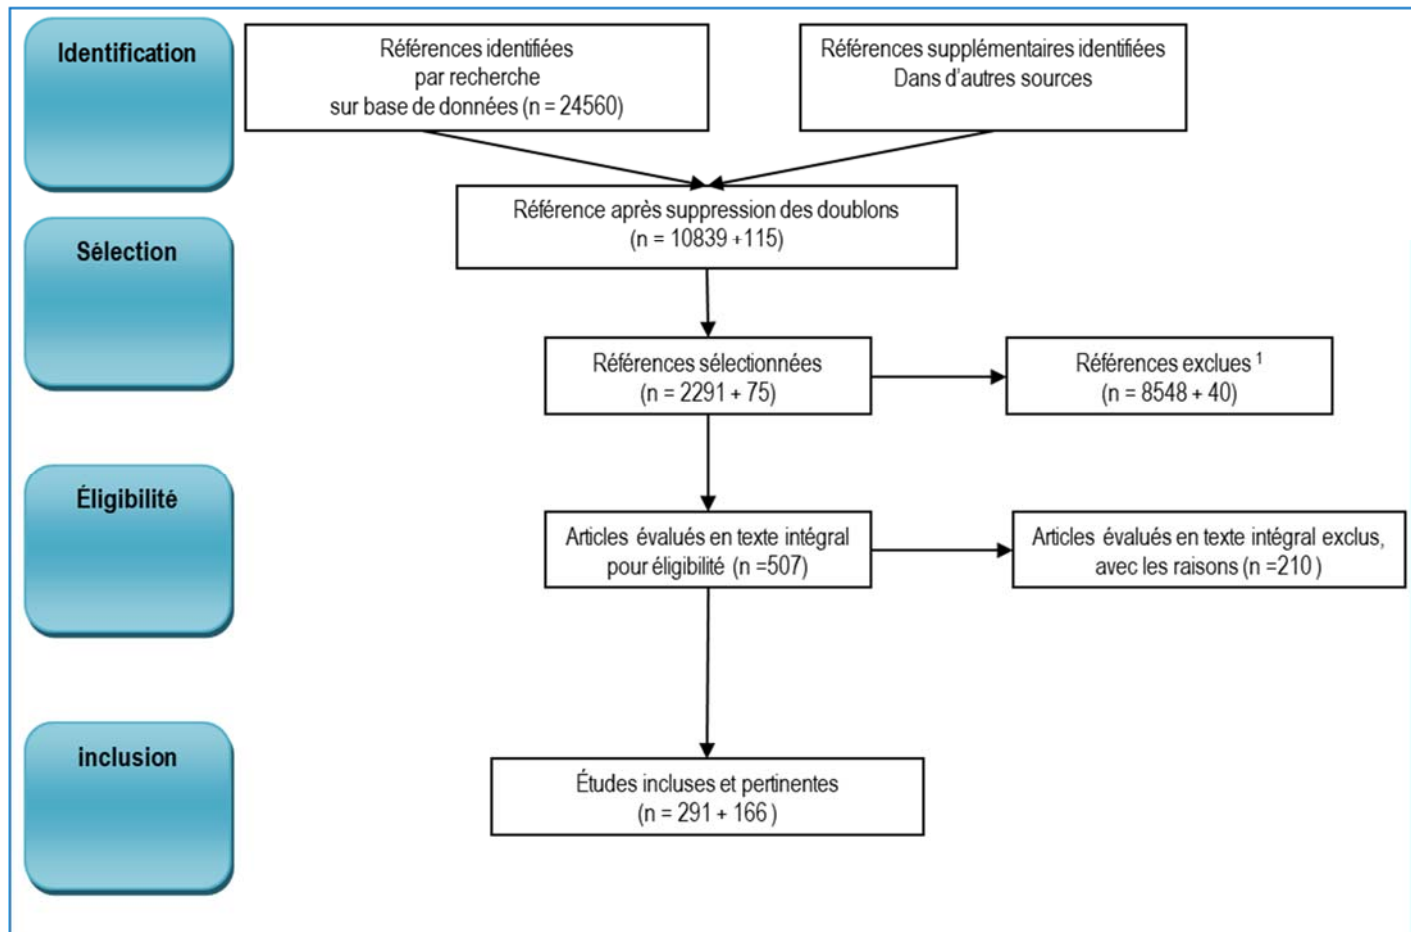 Identification
Références identifiées
par recherche
sur base de données (n = 24560)
Références supplémentaires identifiées
Dans d'autres sources
Référence après suppression des doublons
(n = 10839 +115)
Sélection
Références sélectionnées
(n = 2291 + 75)
Références exclues ¹
(n = 8548 + 40)
Éligibilité
Articles évalués en texte intégral
pour éligibilité (n =507)
Articles évalués en texte intégral exclus,
avec les raisons (n =210 )
inclusion
Études incluses et pertinentes
(n = 291 + 166 )